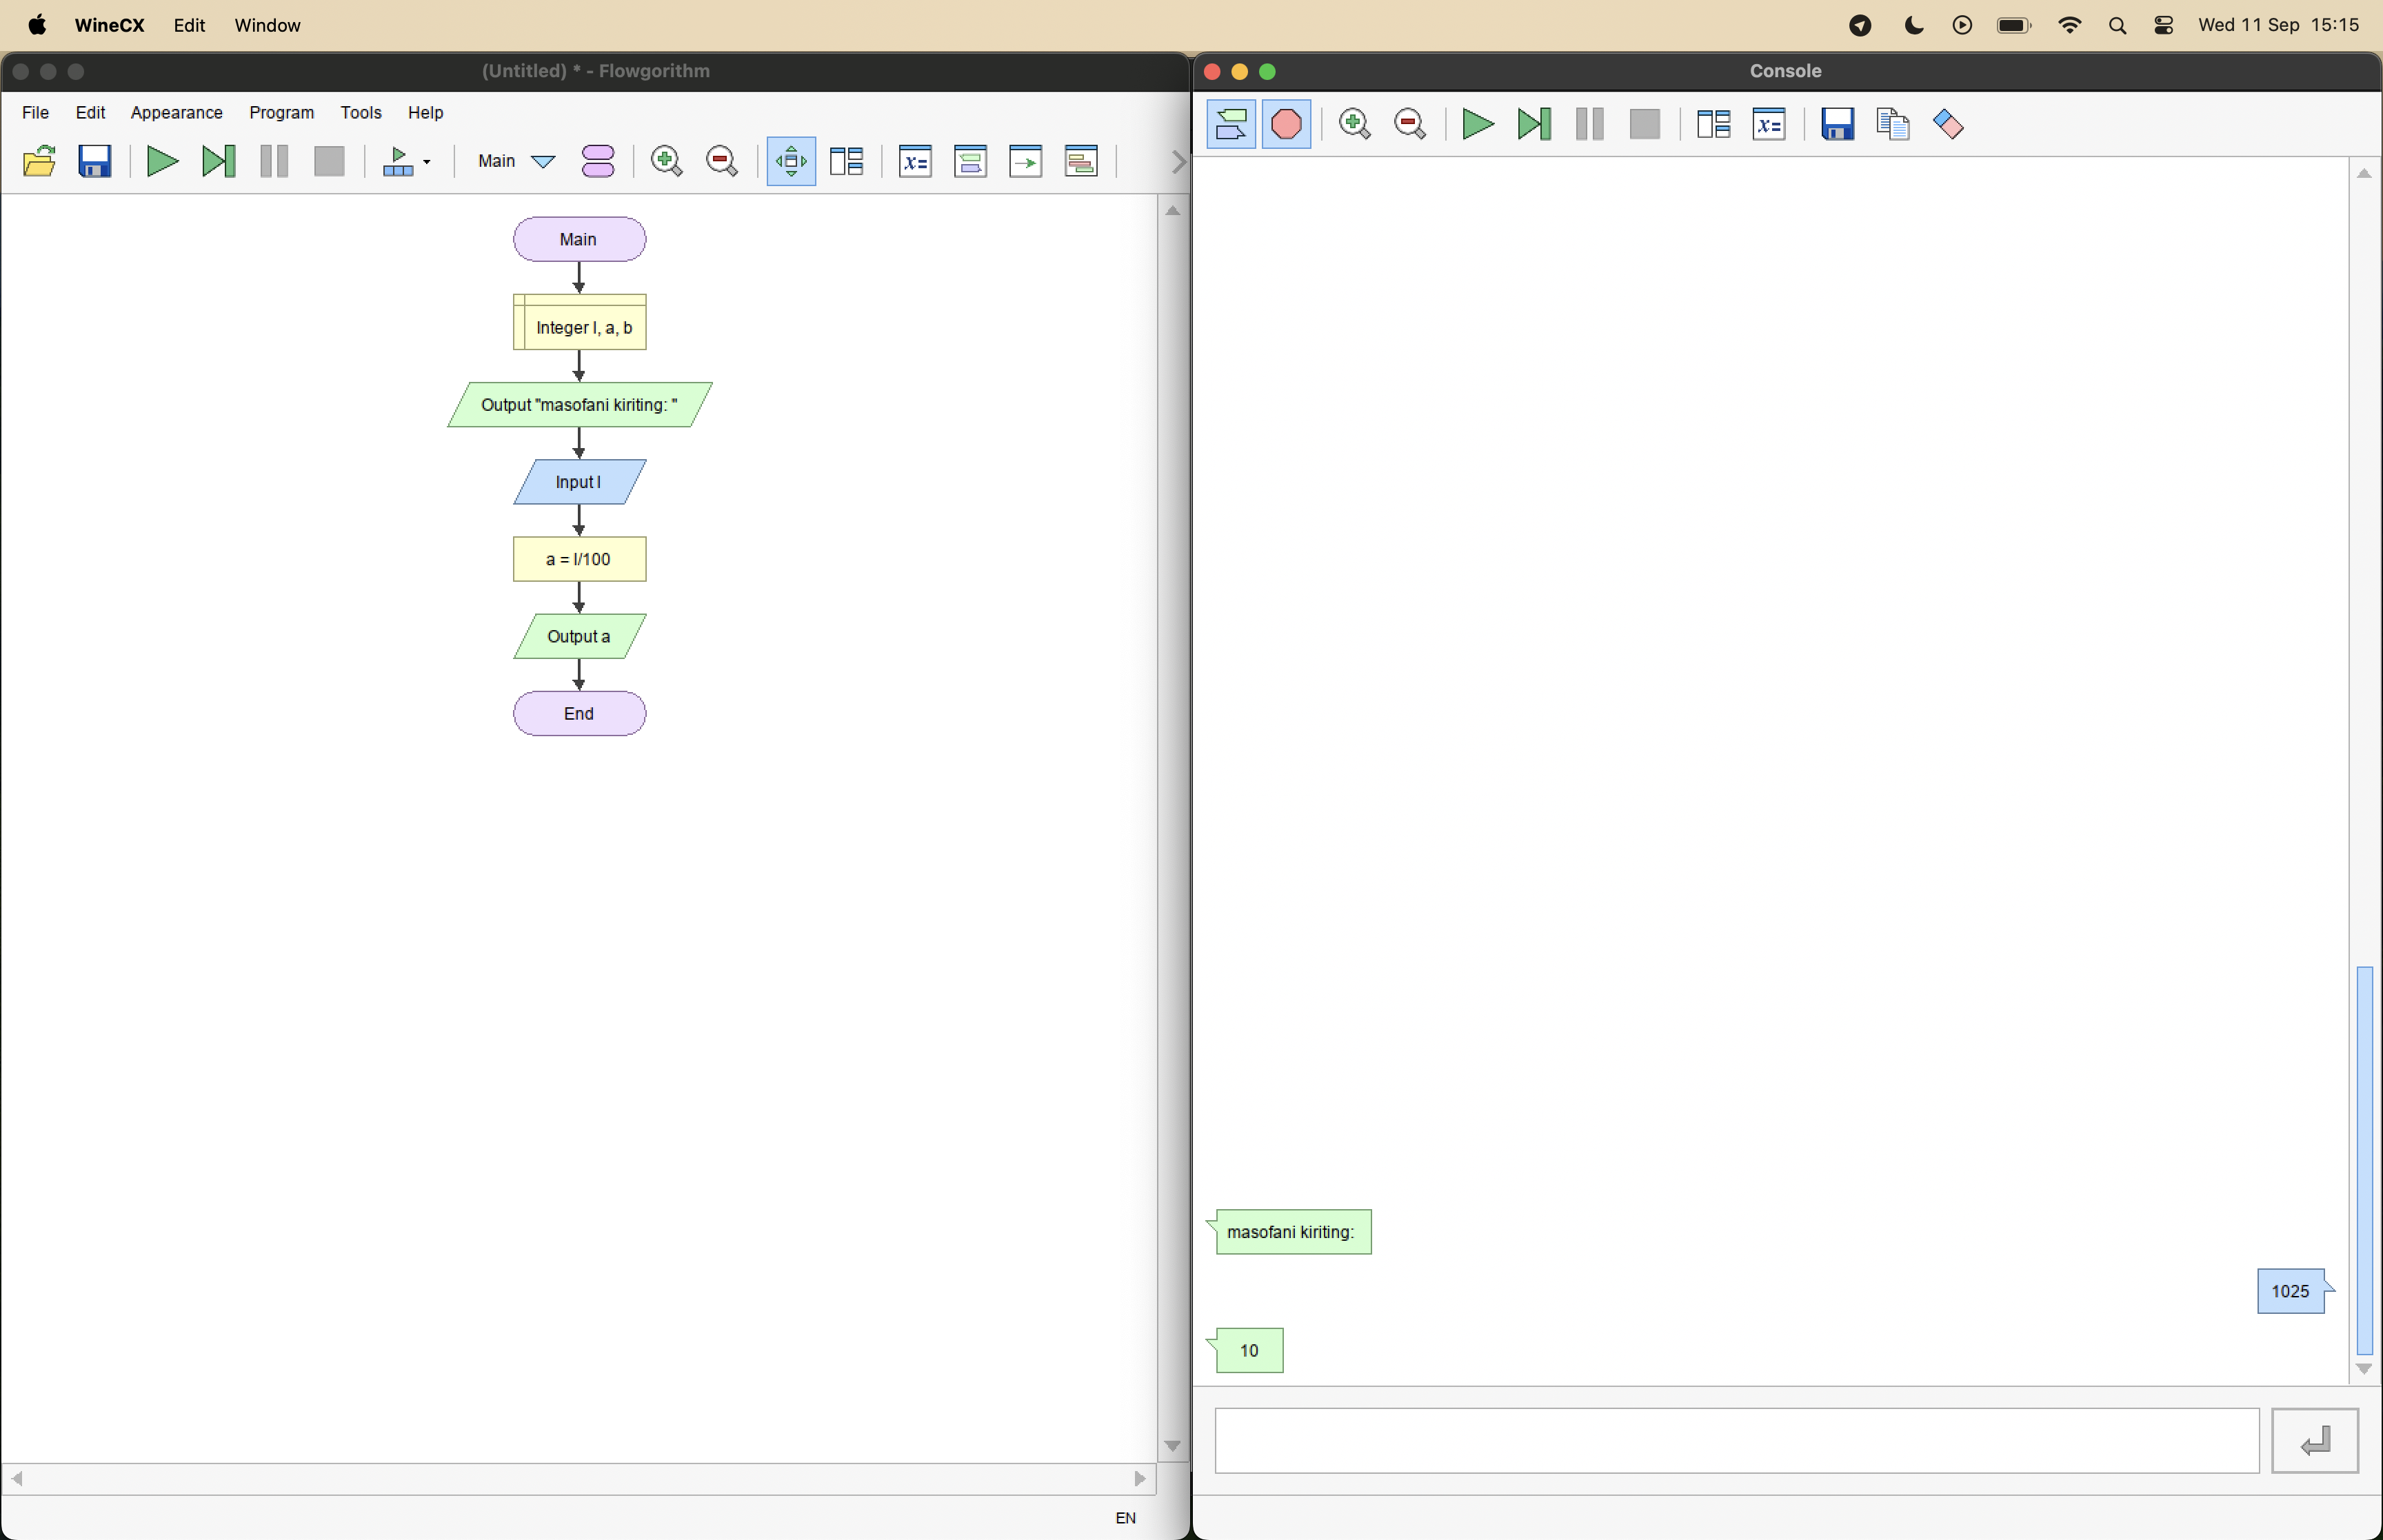 WineCX Edit Window Wed 11 Sep 15:15
(Untitled) * - Flowgorithm
File Edit Appearance Program Tools Help
Main
x=
Main
Integer l, a, b
Output "masofani kiriting: "
Input l
a = l/100
Output a
End
EN
Console
x=
masofani kiriting:
1025
10